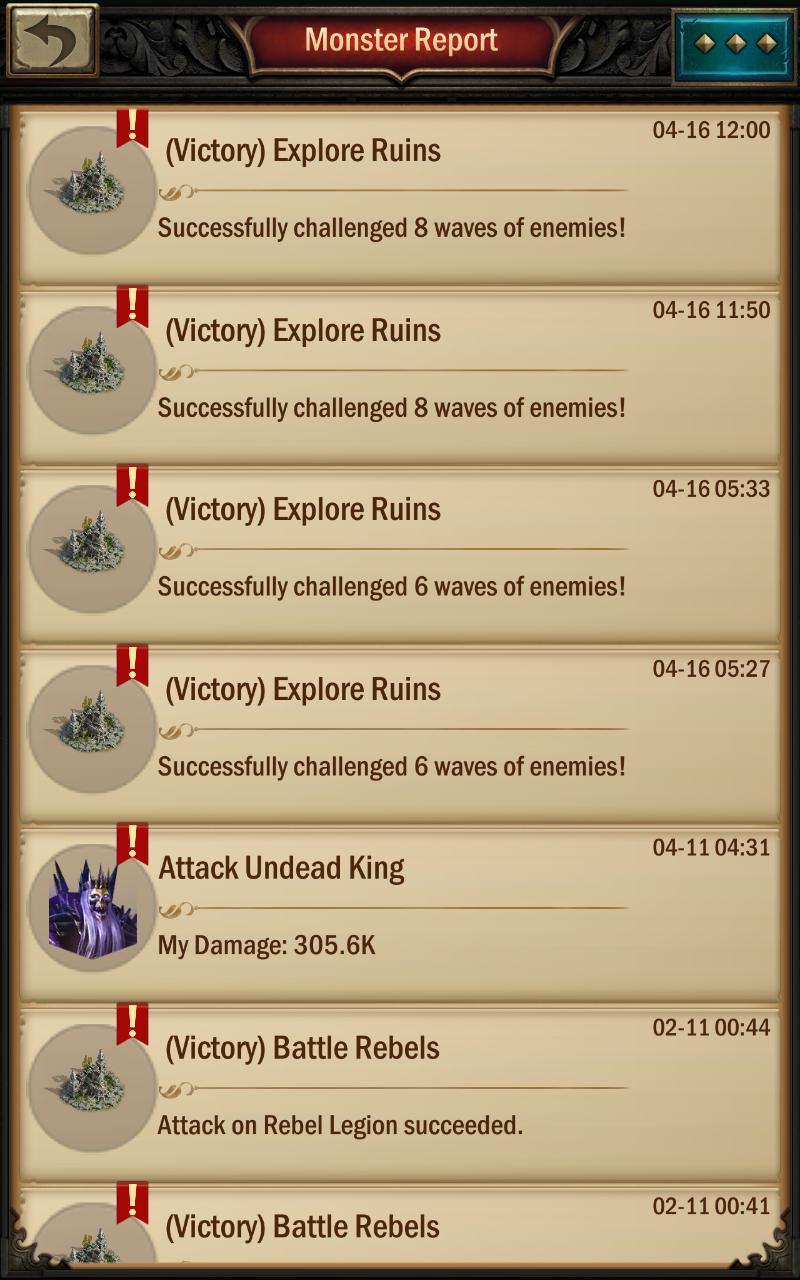 Monster Report
04-16 12:00
(Victory) Explore Ruins
Successfully challenged 8 waves of enemies!
04-16 11:50
(Victory) Explore Ruins
Successfully challenged 8 waves of enemies!
04-16 05:33
(Victory) Explore Ruins
Successfully challenged 6 waves of enemies!
04-16 05:27
(Victory) Explore Ruins
Successfully challenged 6 waves of enemies!
04-11 04:31
Attack Undead King
My Damage: 305.6K
02-11 00:44
(Victory) Battle Rebels
Attack on Rebel Legion succeeded.
02-11 00:41
(Victory) Battle Rebels